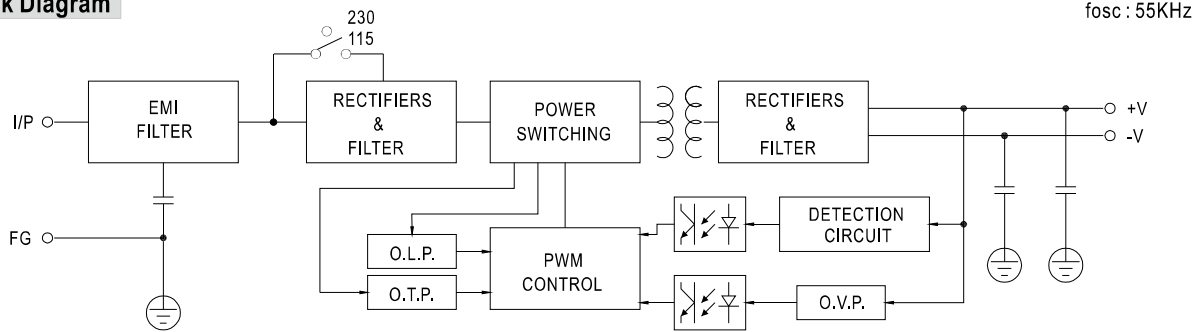 k Diagram
fosc : 55KHz
230
115
I/P
EMI
FILTER
RECTIFIERS
&
FILTER
POWER
SWITCHING
RECTIFIERS
&
FILTER
+V
-V
FG
O.L.P.
O.T.P.
PWM
CONTROL
DETECTION
CIRCUIT
O.V.P.